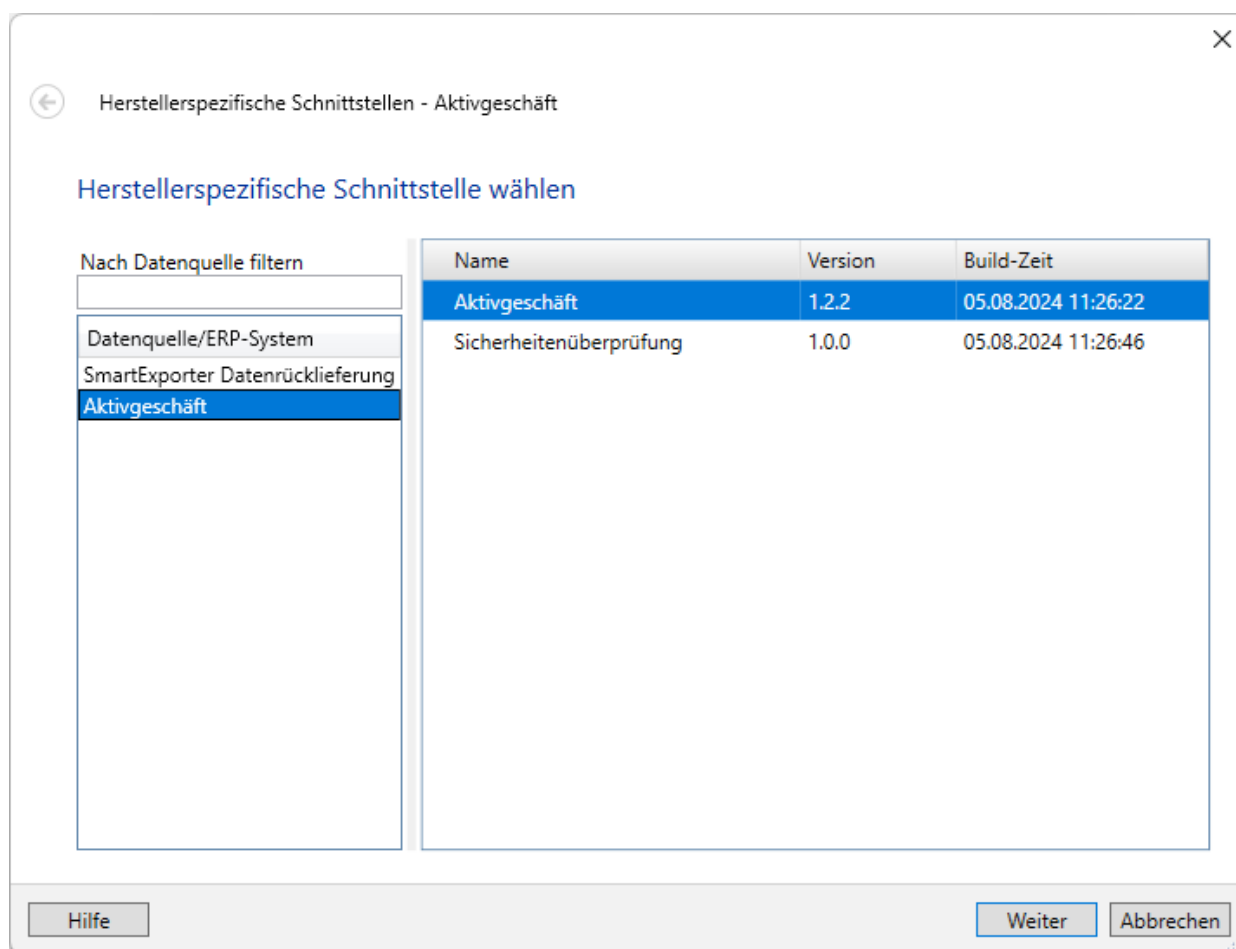 Herstellerspezifische Schnittstellen - Aktivgeschäft
Herstellerspezifische Schnittstelle wählen
Nach Datenquelle filtern
Datenquelle/ERP-System
SmartExporter Datenrücklieferung
Aktivgeschäft
Name Version Build-Zeit
Aktivgeschäft 1.2.2 05.08.2024 11:26:22
Sicherheitenüberprüfung 1.0.0 05.08.2024 11:26:46
Hilfe Weiter Abbrechen